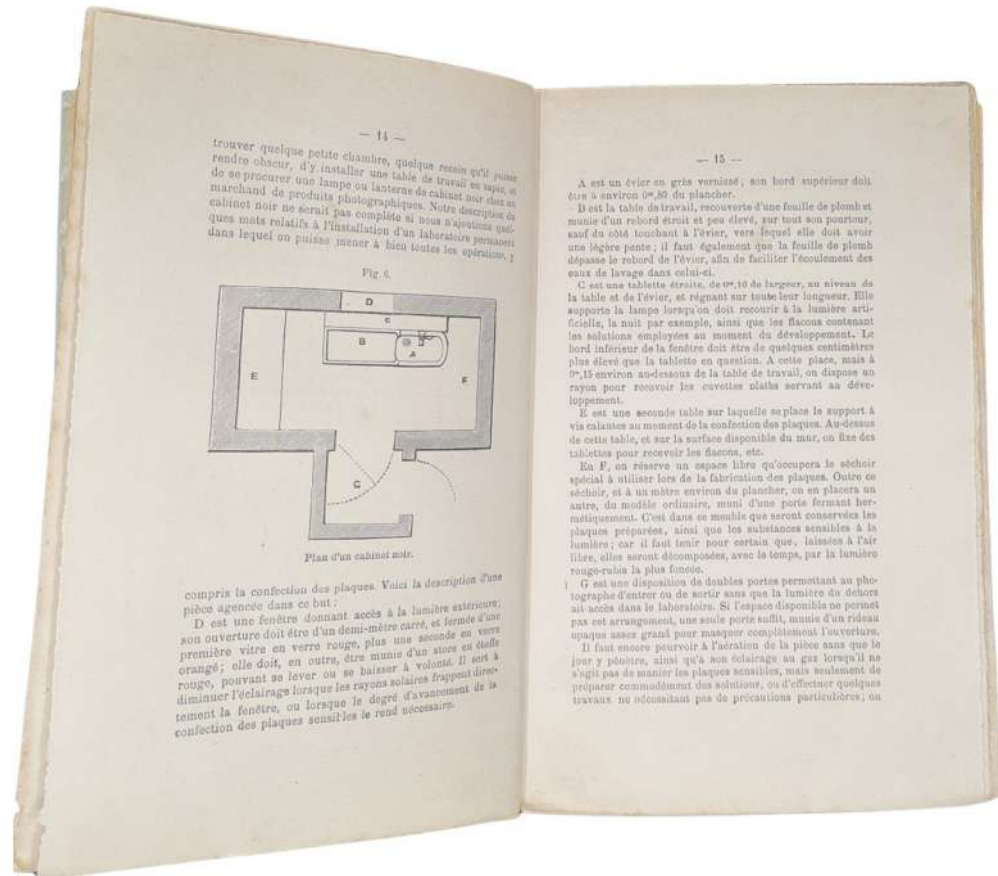 — 14 —
trouver quelque petite chambre, quelque recoin qu'il puisse
rendre obscur, d'y installer une table de travail en sapin, et
de se procurer une lampe ou lanterne de cabinet noir chez un
marchand de produits photographiques. Notre description du
cabinet noir ne serait pas complète si nous n'ajoutions quel-
ques mots relatifs à l'installation d'un laboratoire permanent
dans lequel on puisse mener à bien toutes les opérations, y
Fig. 6.
D
C
B
A
E
F
G
Plan d'un cabinet noir.
compris la confection des plaques. Voici la description d'une
pièce agencée dans ce but :
D est une fenêtre donnant accès à la lumière extérieure;
son ouverture doit être d'un demi-mètre carré, et fermée d'une
première vitre en verre rouge, plus une seconde en verre
orangé; elle doit, en outre, être munie d'un store en étoffe
rouge, pouvant se lever ou se baisser à volonté. Il sert à
diminuer l'éclairage lorsque les rayons solaires frappent direc-
tement la fenêtre, ou lorsque le degré d'avancement de la
confection des plaques sensibles le rend nécessaire.
— 15 —
A est un évier en grès vernissé; son bord supérieur doit
être à environ 0m,80 du plancher.
B est la table de travail, recouverte d'une feuille de plomb et
munie d'un rebord étroit et peu élevé, sur tout son pourtour,
sauf du côté touchant à l'évier, vers lequel elle doit avoir
une légère pente; il faut également que la feuille de plomb
dépasse le rebord de l'évier, afin de faciliter l'écoulement des
eaux de lavage dans celui-ci.
C est une tablette étroite, de 0m,10 de largeur, au niveau de
la table et de l'évier, et régnant sur toute leur longueur. Elle
supporte la lampe lorsqu'on doit recourir à la lumière arti-
ficielle, la nuit par exemple, ainsi que les flacons contenant
les solutions employées au moment du développement. Le
bord inférieur de la fenêtre doit être de quelques centimètres
plus élevé que la tablette en question. A cette place, mais à
0m,15 environ au-dessous de la table de travail, on dispose un
rayon pour recevoir les cuvettes plates servant au déve-
loppement.
E est une seconde table sur laquelle se place le support à
vis calantes au moment de la confection des plaques. Au-dessus
de cette table, et sur la surface disponible du mur, on fixe des
tablettes pour recevoir les flacons, etc.
En F, on réserve un espace libre qu'occupera le séchoir
spécial à utiliser lors de la fabrication des plaques. Outre ce
séchoir, et à un mètre environ du plancher, on en placera un
autre, du modèle ordinaire, muni d'une porte fermant her-
métiquement. C'est dans ce meuble que seront conservées les
plaques préparées, ainsi que les substances sensibles à la
lumière; car il faut tenir pour certain que, laissées à l'air
libre, elles seront décomposées, avec le temps, par la lumière
rouge-rubis la plus foncée.
G est une disposition de doubles portes permettant au pho-
tographe d'entrer ou de sortir sans que la lumière du dehors
ait accès dans le laboratoire. Si l'espace disponible ne permet
pas cet arrangement, une seule porte suffit, munie d'un rideau
opaque assez grand pour masquer complètement l'ouverture.
Il faut encore pourvoir à l'aération de la pièce sans que le
jour y pénètre, ainsi qu'à son éclairage au gaz lorsqu'il ne
s'agit pas de manier les plaques sensibles, mais seulement de
préparer commodément des solutions, ou d'effectuer quelques
travaux ne nécessitant pas de précautions particulières; on